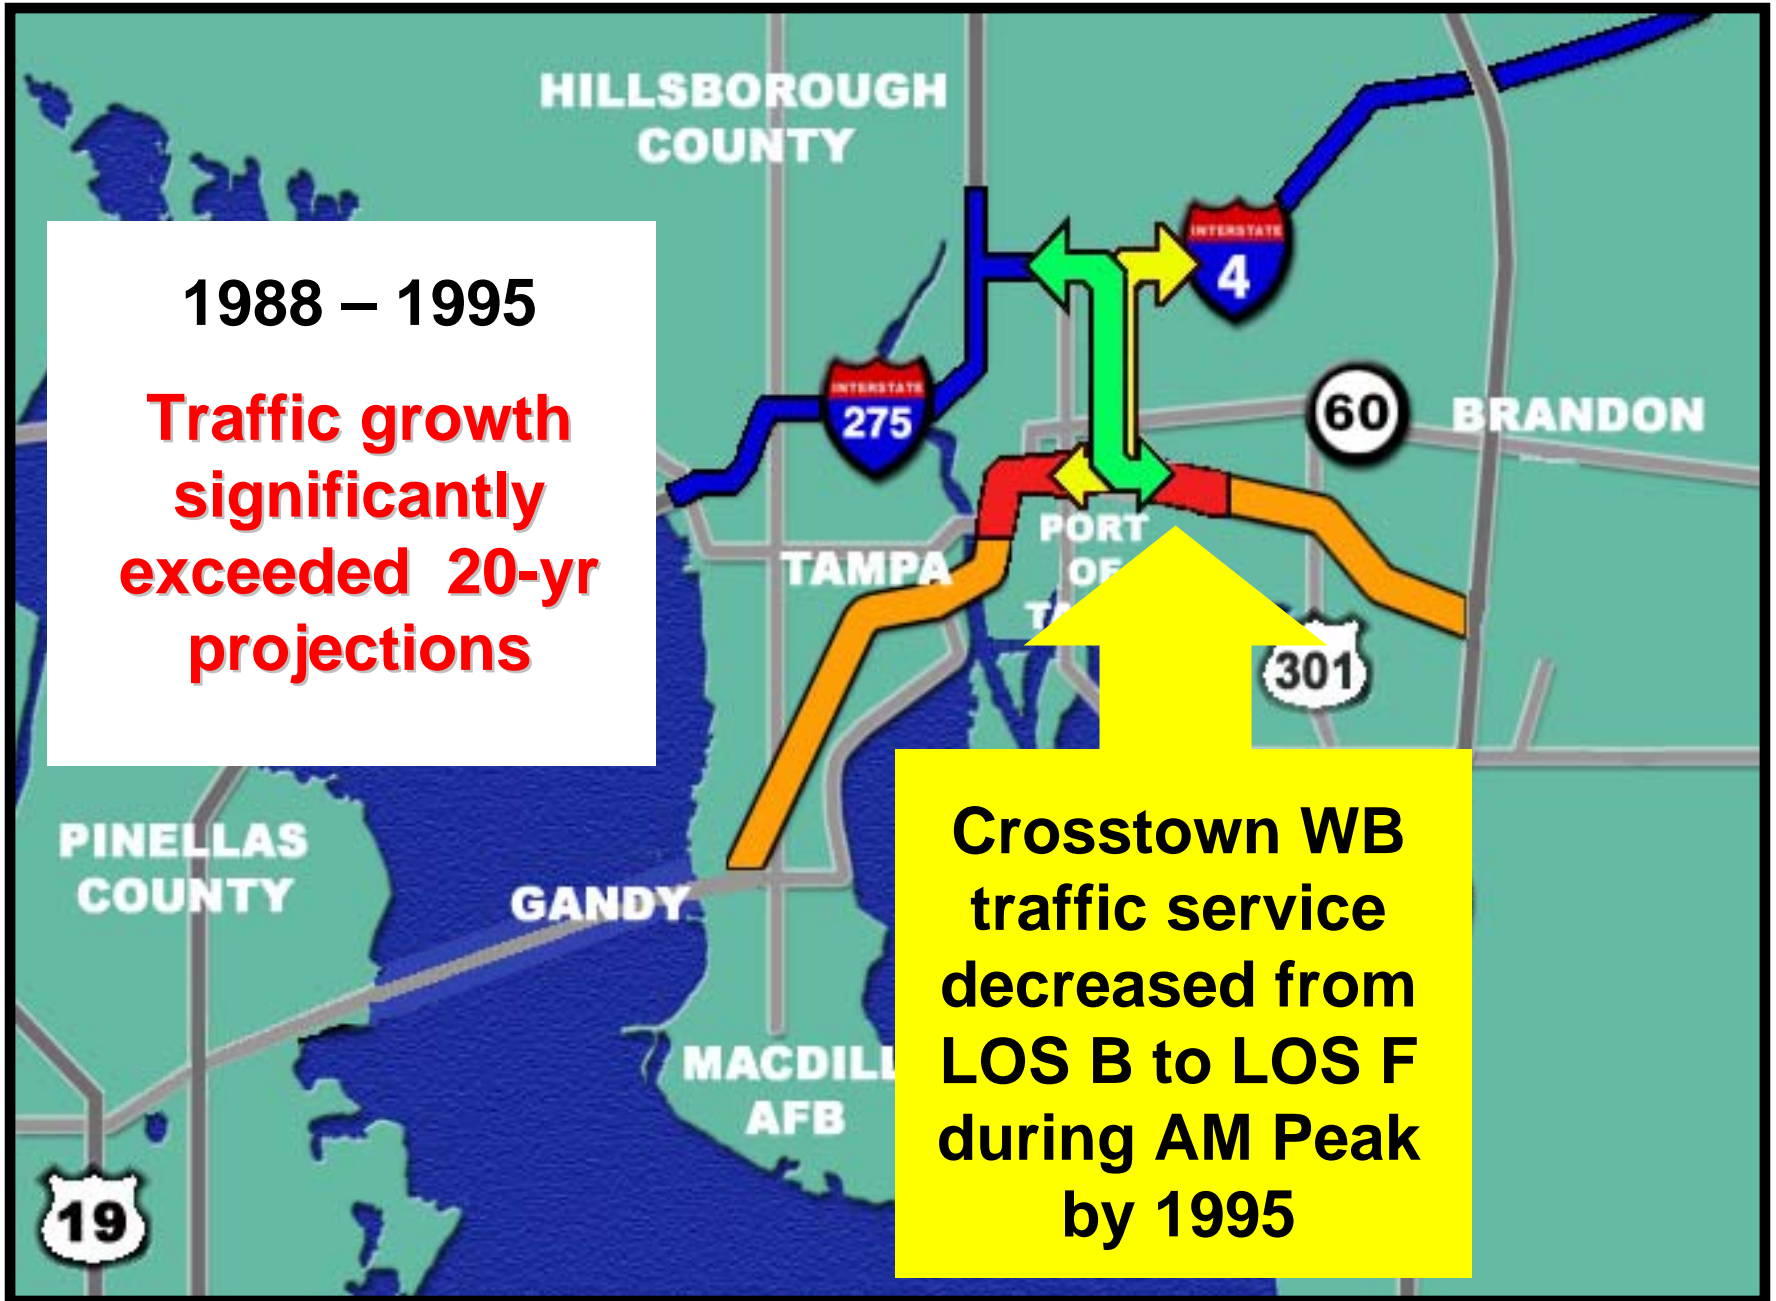 HILLSBOROUGH
COUNTY
1988 – 1995
Traffic growth
significantly
exceeded 20-yr
projections
INTERSTATE
4
INTERSTATE
275
60
BRANDON
TAMPA
PORT
OF
301
PINELLAS
COUNTY
GANDY
MACDILL
AFB
19
Crosstown WB
traffic service
decreased from
LOS B to LOS F
during AM Peak
by 1995